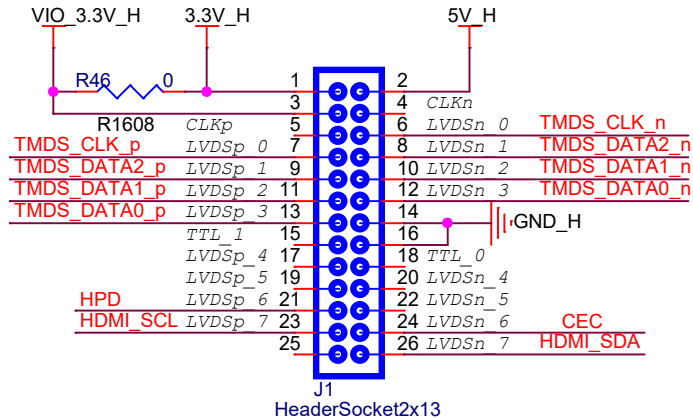 VIO_3.3V_H 3.3V_H 5V_H
R46 0 1 2
3 4 CLKn
R1608 CLKp 5 6 LVDSn_0 TMDS_CLK_n
TMDS_CLK_p LVDSp_0 7 8 LVDSn_1 TMDS_DATA2_n
TMDS_DATA2_p LVDSp_1 9 10 LVDSn_2 TMDS_DATA1_n
TMDS_DATA1_p LVDSp_2 11 12 LVDSn_3 TMDS_DATA0_n
TMDS_DATA0_p LVDSp_3 13 14 GND_H
TTL_1 15 16
LVDSp_4 17 18 TTL_0
LVDSp_5 19 20 LVDSn_4
HPD LVDSp_6 21 22 LVDSn_5
HDMI_SCL LVDSp_7 23 24 LVDSn_6 CEC
25 26 LVDSn_7 HDMI_SDA
J1
HeaderSocket2x13